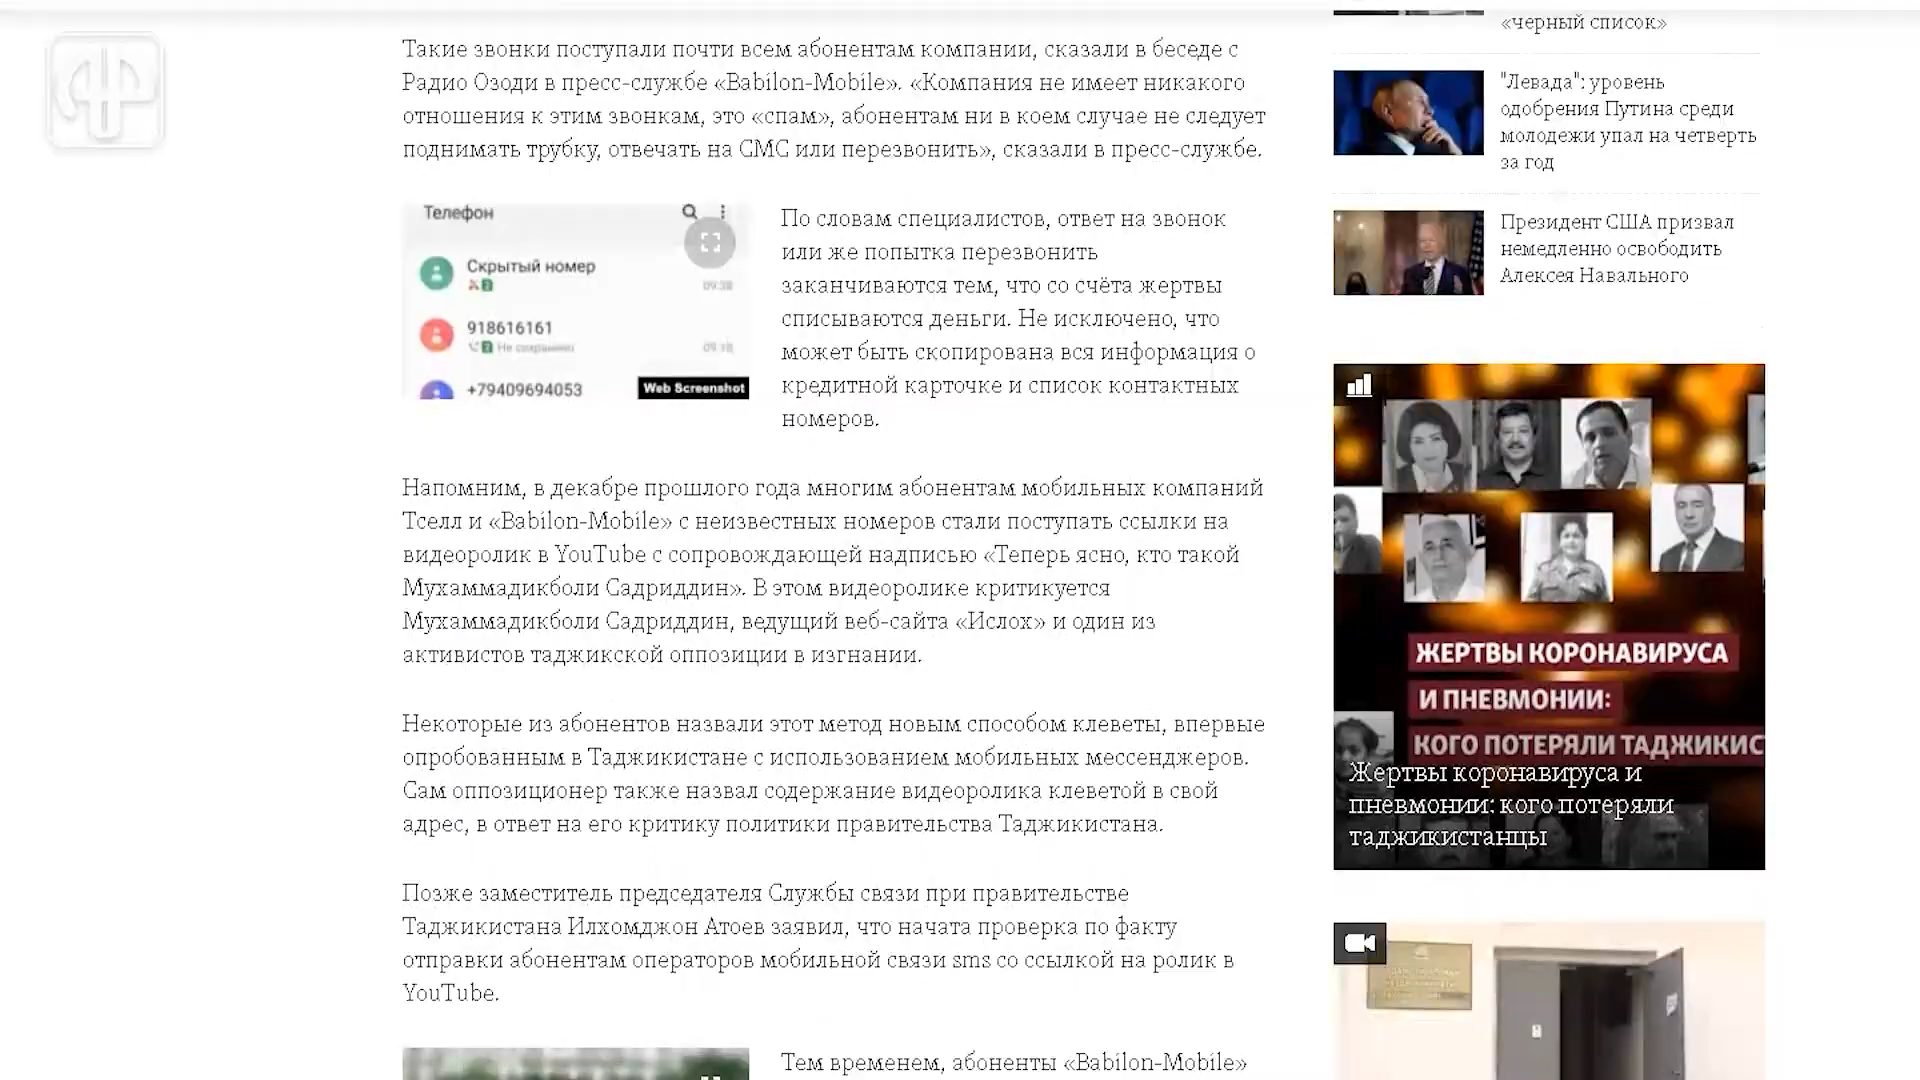 Такие звонки поступали почти всем абонентам компании, сказали в беседе с
Радио Озоди в пресс-службе «Babilon-Mobile». «Компания не имеет никакого
отношения к этим звонкам, это «спам», абонентам ни в коем случае не следует
поднимать трубку, отвечать на СМС или перезвонить», сказали в пресс-службе.
Телефон
Скрытый номер
09:38
918616161
Не сохранено
09:38
+79409694053
Web Screenshot
По словам специалистов, ответ на звонок
или же попытка перезвонить
заканчиваются тем, что со счёта жертвы
списываются деньги. Не исключено, что
может быть скопирована вся информация о
кредитной карточке и список контактных
номеров.
Напомним, в декабре прошлого года многим абонентам мобильных компаний
Тселл и «Babilon-Mobile» с неизвестных номеров стали поступать ссылки на
видеоролик в YouTube с сопровождающей надписью «Теперь ясно, кто такой
Мухаммадикболи Садриддин». В этом видеоролике критикуется
Мухаммадикболи Садриддин, ведущий веб-сайта «Ислох» и один из
активистов таджикской оппозиции в изгнании.
Некоторые из абонентов назвали этот метод новым способом клеветы, впервые
опробованным в Таджикистане с использованием мобильных мессенджеров.
Сам оппозиционер также назвал содержание видеоролика клеветой в свой
адрес, в ответ на его критику политики правительства Таджикистана.
Позже заместитель председателя Службы связи при правительстве
Таджикистана Илхомджон Атоев заявил, что начата проверка по факту
отправки абонентам операторов мобильной связи sms со ссылкой на ролик в
YouTube.
Тем временем, абоненты «Babilon-Mobile»
«черный список»
"Левада": уровень
одобрения Путина среди
молодежи упал на четверть
за год
Президент США призвал
немедленно освободить
Алексея Навального
ЖЕРТВЫ КОРОНАВИРУСА
И ПНЕВМОНИИ:
КОГО ПОТЕРЯЛИ ТАДЖИКИС
Жертвы коронавируса и
пневмонии: кого потеряли
таджикистанцы